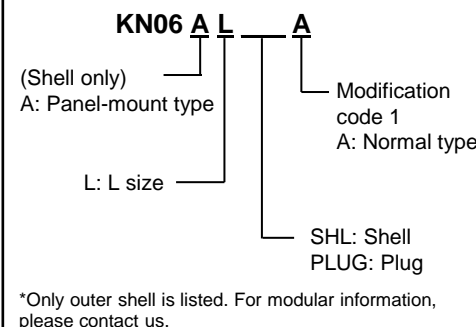 KN06 A L ___ A
(Shell only)
A: Panel-mount type
Modification
code 1
A: Normal type
L: L size
SHL: Shell
PLUG: Plug
*Only outer shell is listed. For modular information,
please contact us.